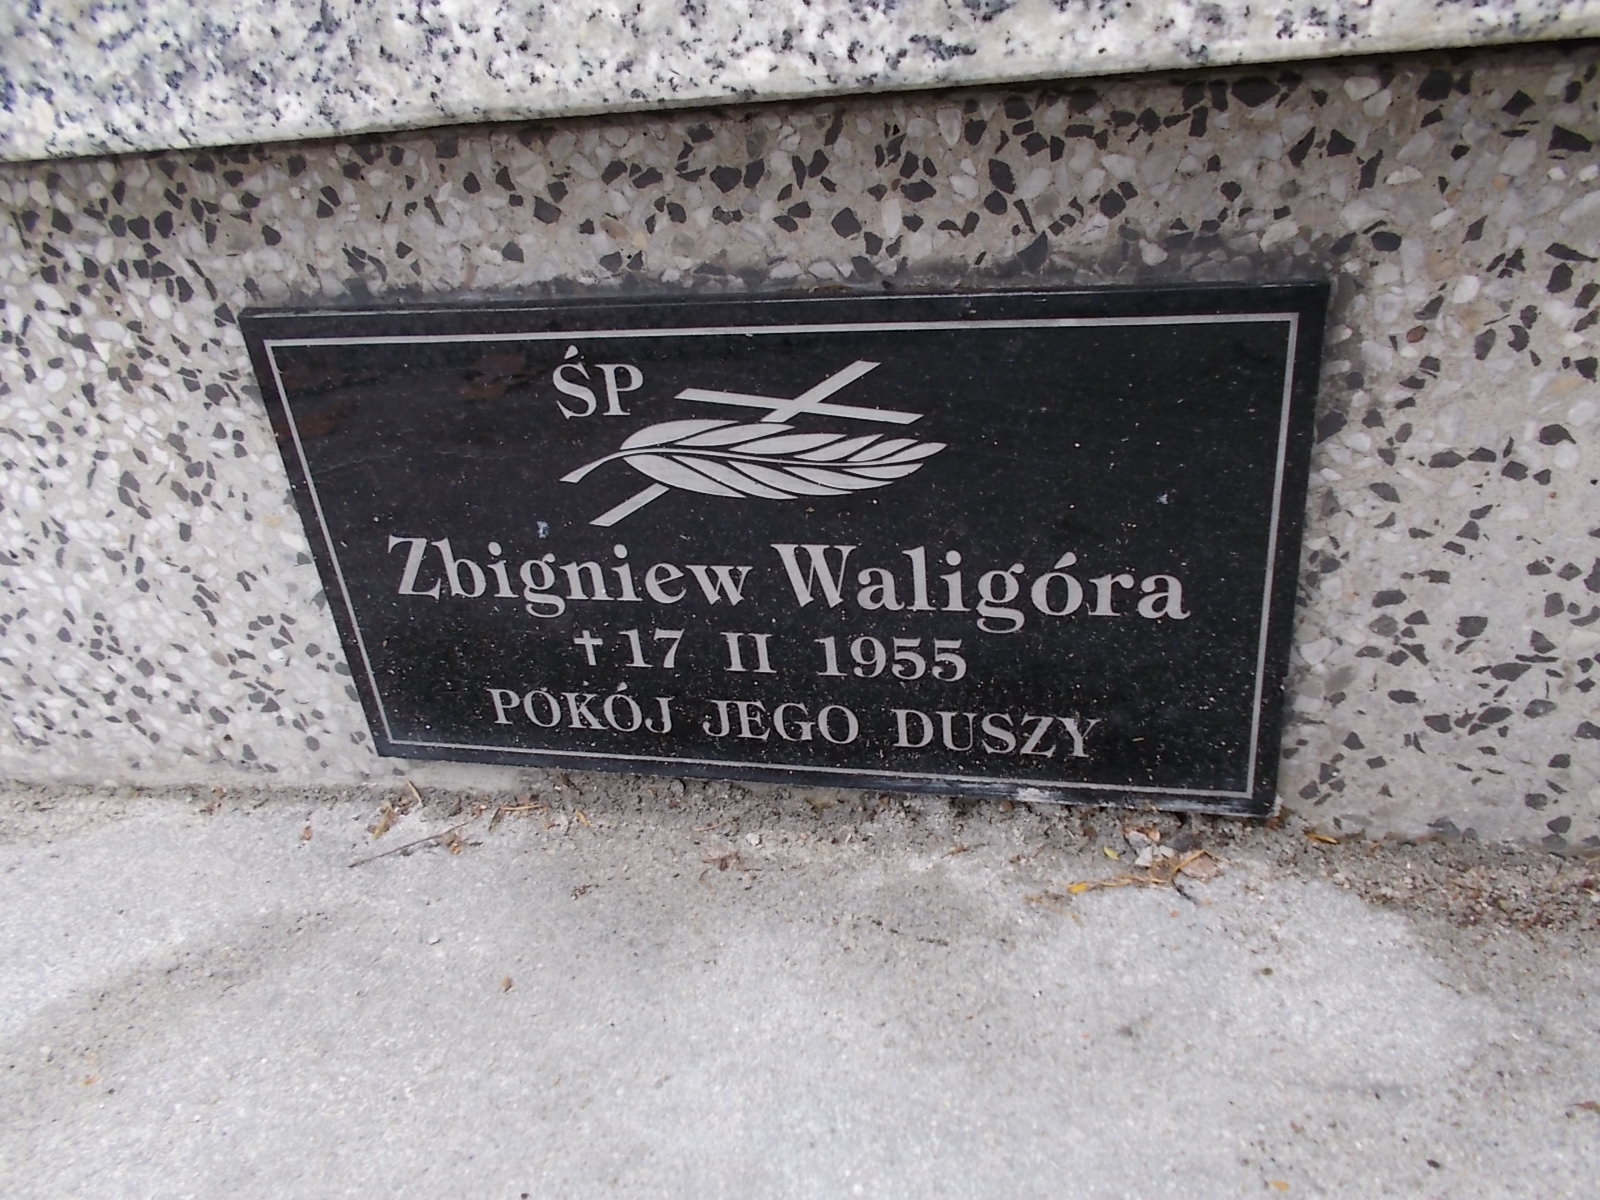 ŚP
Zbigniew Waligóra
† 17 II 1955
POKÓJ JEGO DUSZY